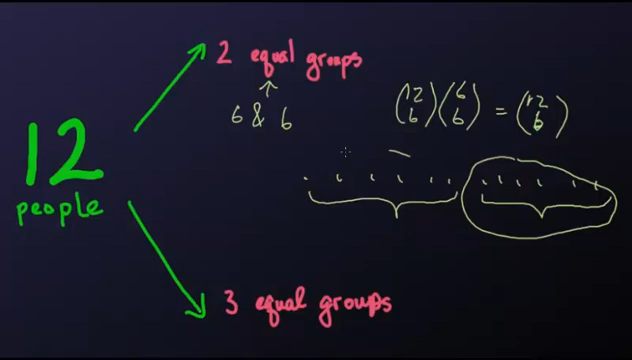 12
people
2 equal groups
6 & 6
(12 6)(6 6) = (12 6)
3 equal groups